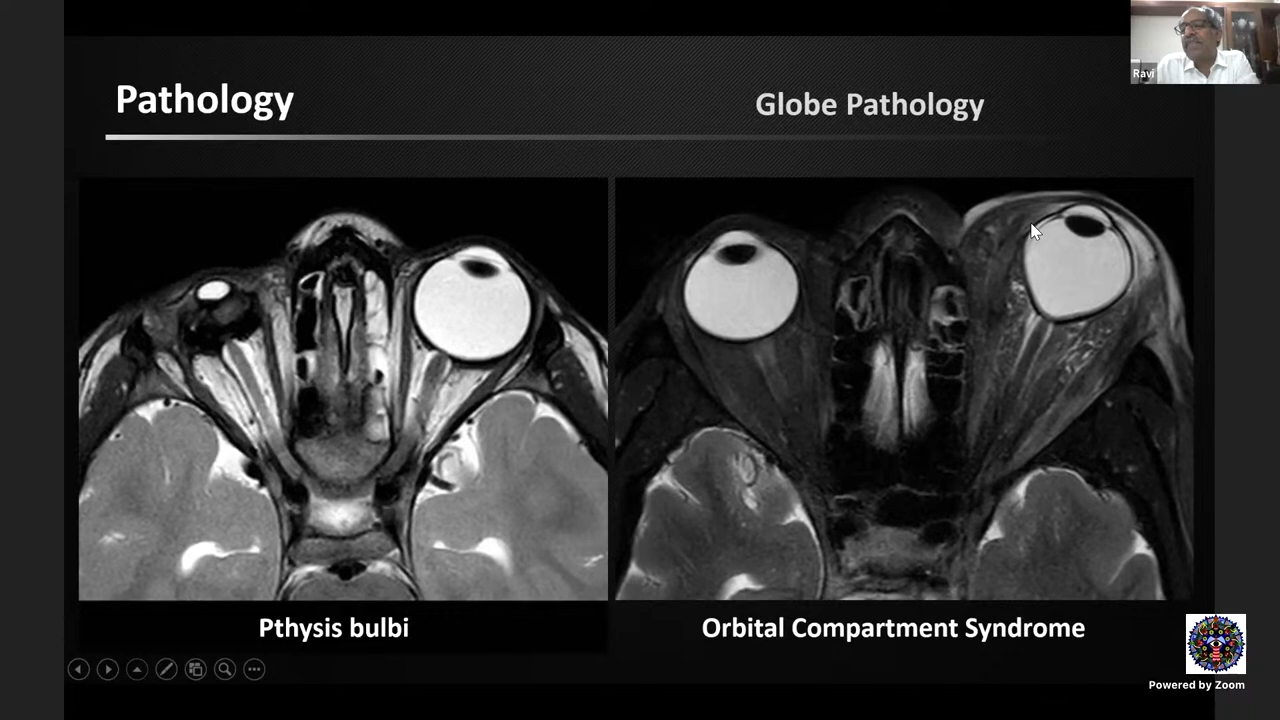 Ravi
Pathology
Globe Pathology
Pthysis bulbi
Orbital Compartment Syndrome
Powered by Zoom